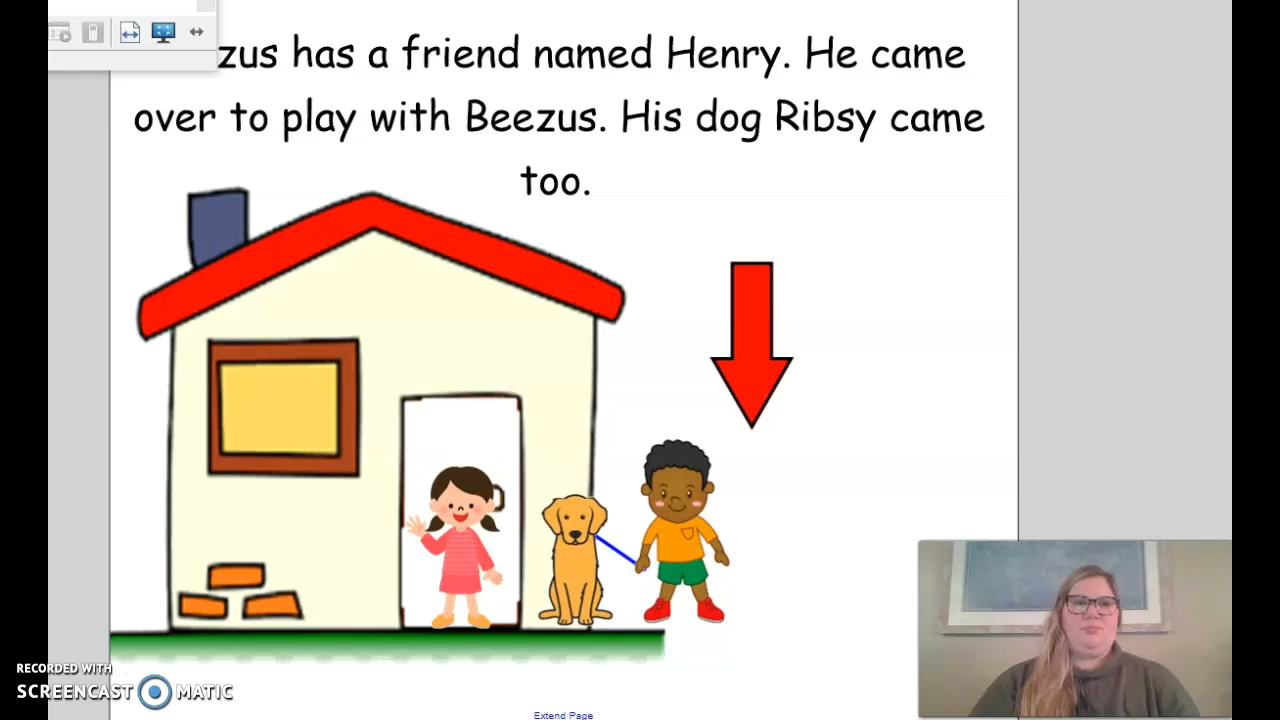 zus has a friend named Henry. He came
over to play with Beezus. His dog Ribsy came
too.
RECORDED WITH
SCREENCAST MATIC
Extend Page